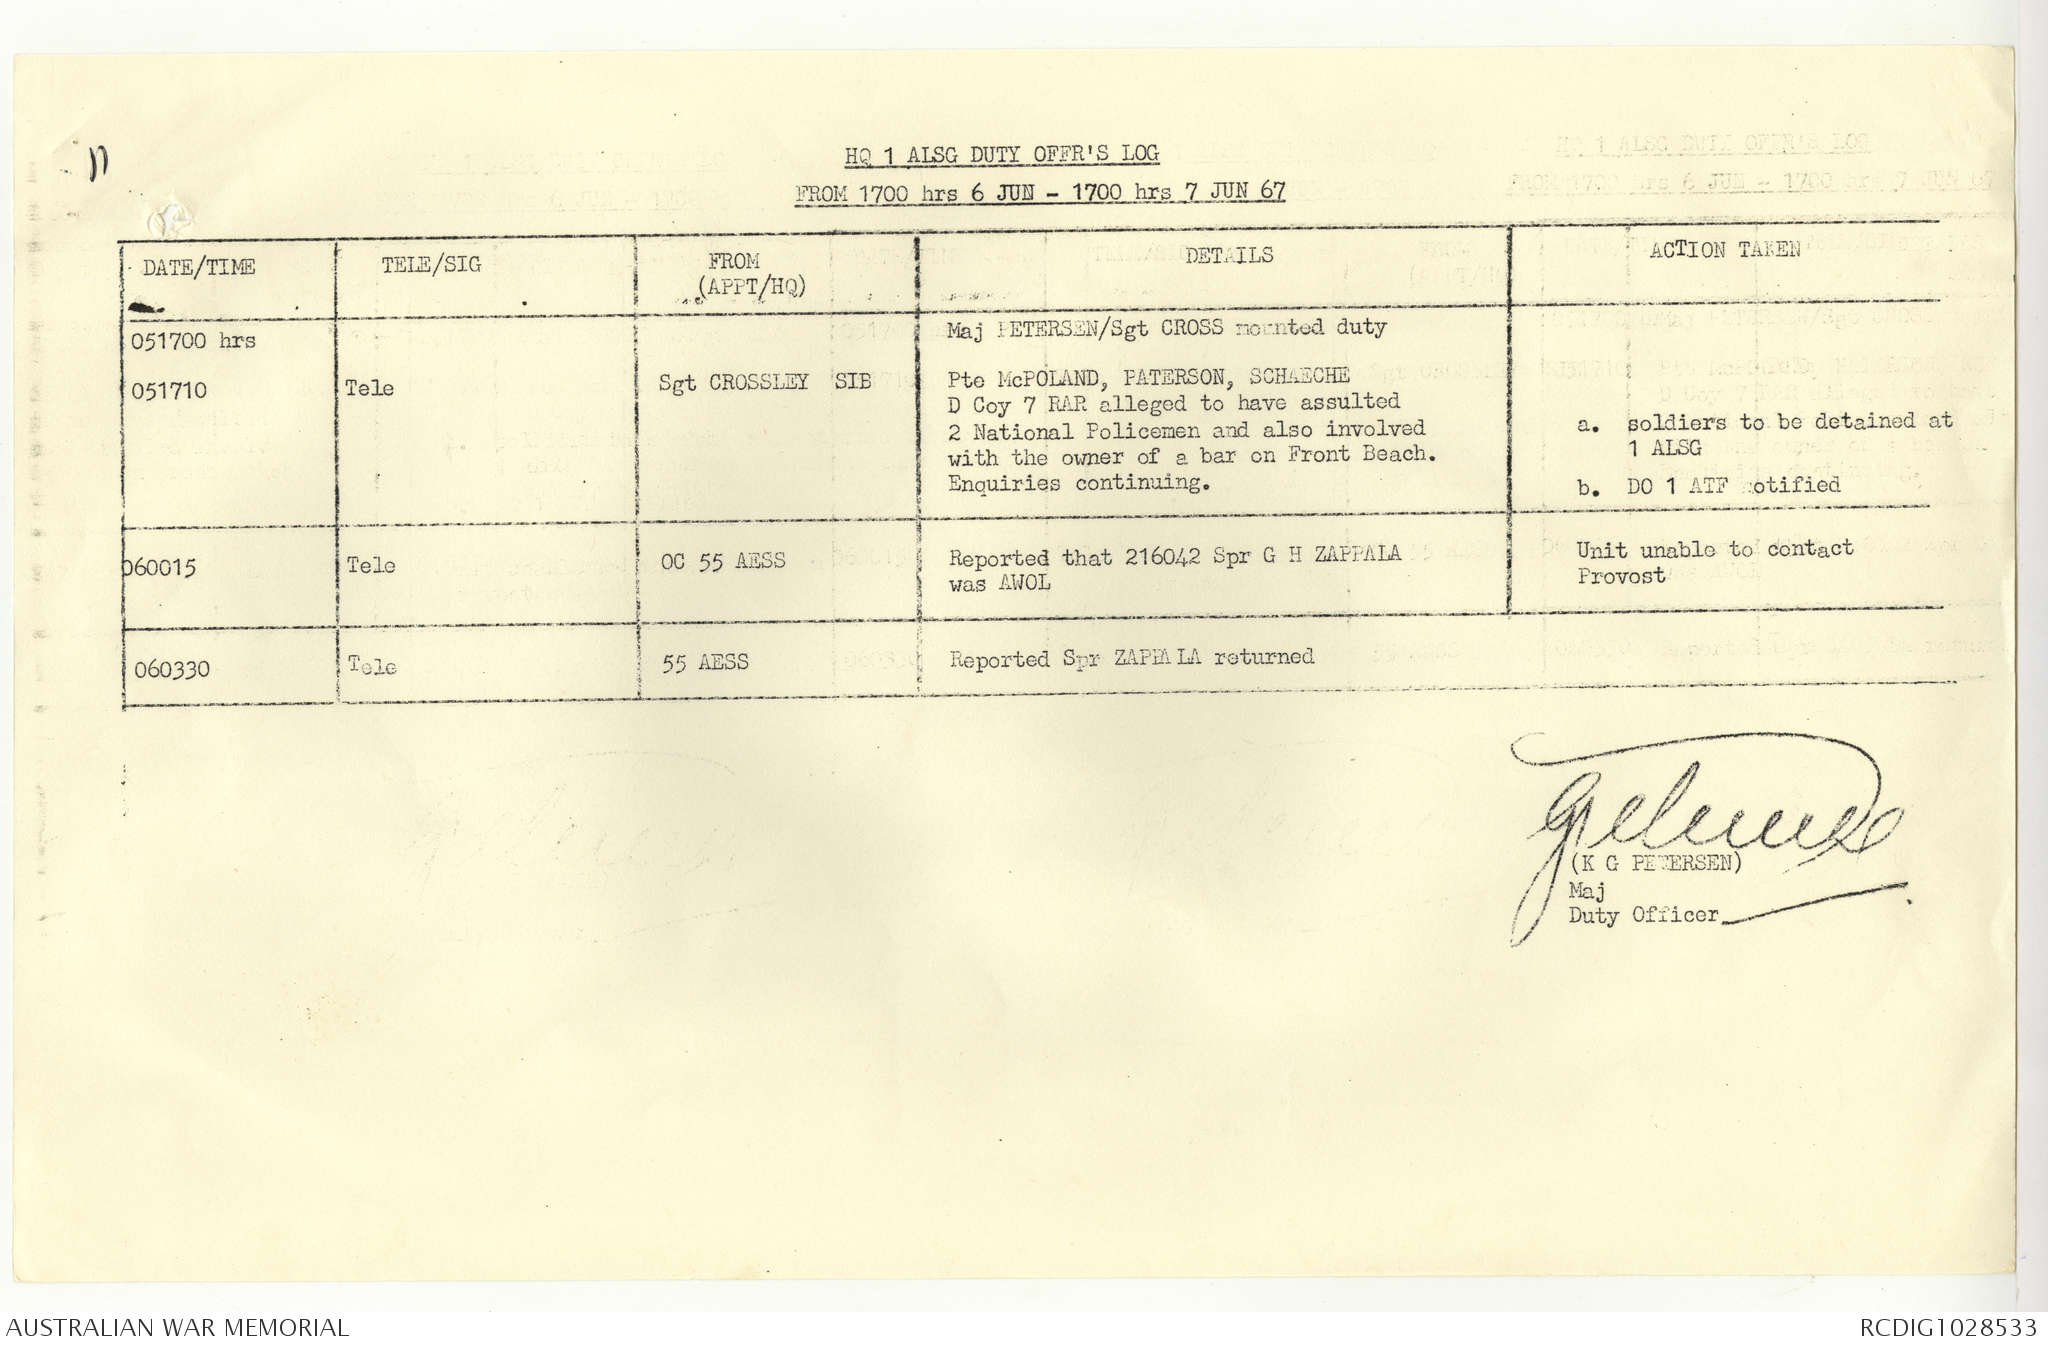 11
HQ 1 ALSG DUTY OFFR'S LOG
FROM 1700 hrs 6 JUN - 1700 hrs 7 JUN 67
DATE/TIME TELE/SIG FROM (APPT/HQ) DETAILS ACTION TAKEN
051700 hrs Maj PETERSEN/Sgt CROSS mounted duty
051710 Tele Sgt CROSSLEY SIB Pte McPOLAND, PATERSON, SCHAECHE
D Coy 7 RAR alleged to have assulted
2 National Policemen and also involved
with the owner of a bar on Front Beach.
Enquiries continuing.
a. soldiers to be detained at
1 ALSG
b. DO 1 ATF notified
060015 Tele OC 55 AESS Reported that 216042 Spr G H ZAPPALA
was AWOL
Unit unable to contact
Provost
060330 Tele 55 AESS Reported Spr ZAPPALA returned
(K G PETERSEN)
Maj
Duty Officer
AUSTRALIAN WAR MEMORIAL
RCDIG1028533